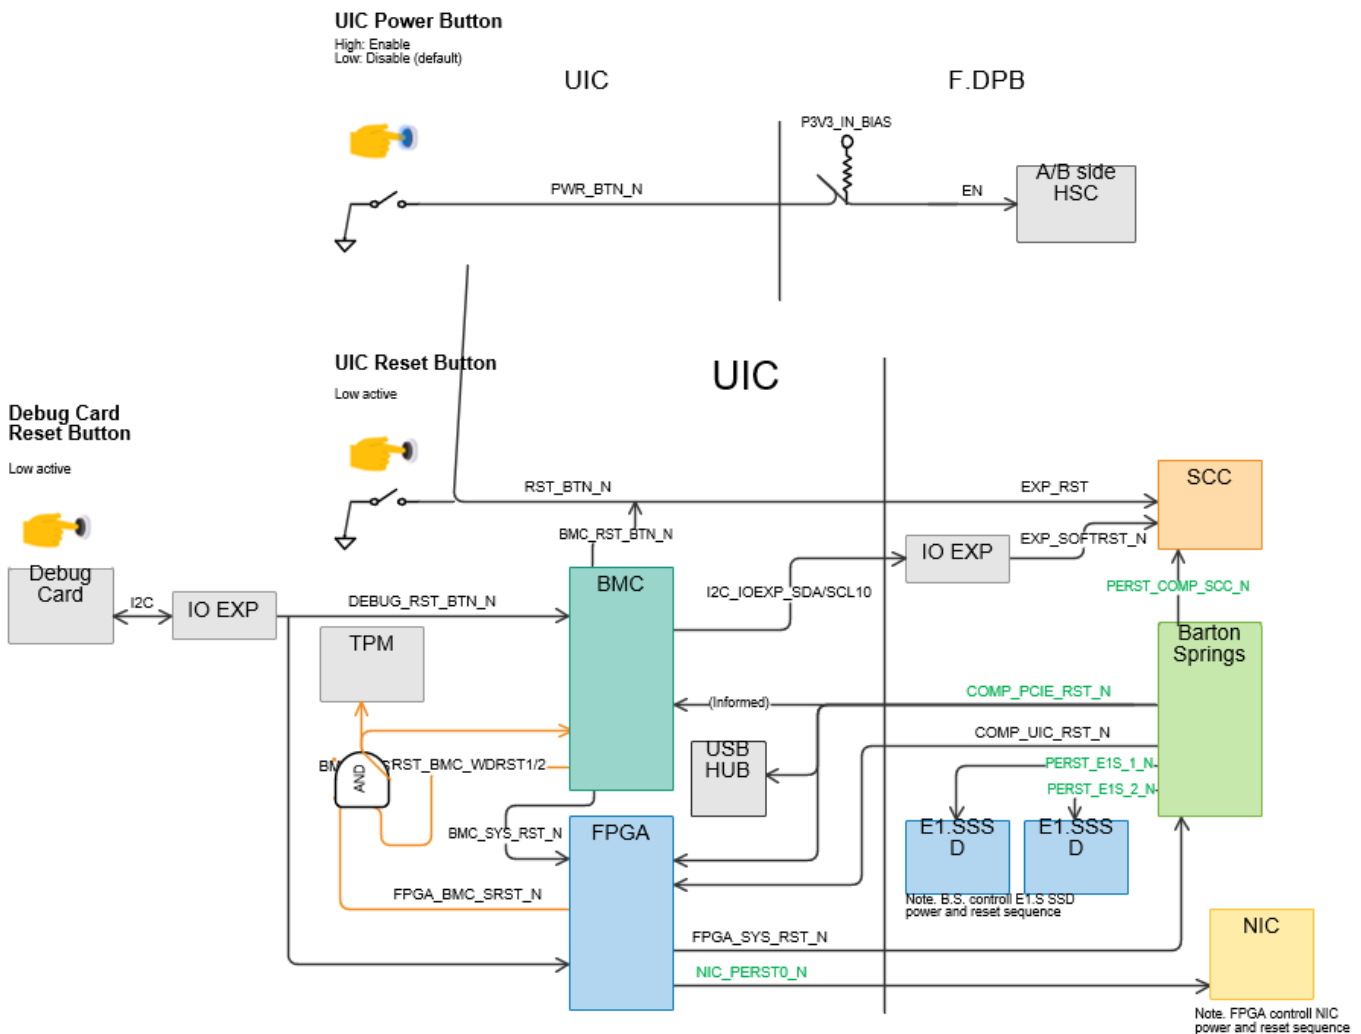 UIC Power Button
High: Enable
Low: Disable (default)
UIC
F.DPB
P3V3_IN_BIAS
PWR_BTN_N
EN
A/B side
HSC
UIC Reset Button
Low active
UIC
Debug Card
Reset Button
Low active
RST_BTN_N
EXP_RST
SCC
BMC_RST_BTN_N
IO EXP
EXP_SOFTRST_N
Debug
Card
I2C
IO EXP
DEBUG_RST_BTN_N
BMC
I2C_IOEXP_SDA/SCL10
PERST_COMP_SCC_N
TPM
Barton
Springs
(Informed)
COMP_PCIE_RST_N
COMP_UIC_RST_N
USB
HUB
AND
RST_BMC_WDRST1/2
PERST_E1S_1_N
PERST_E1S_2_N
BMC_SYS_RST_N
FPGA
E1.SSS
D
E1.SSS
D
FPGA_BMC_SRST_N
Note. B.S. controll E1.S SSD
power and reset sequence
FPGA_SYS_RST_N
NIC_PERST0_N
NIC
Note. FPGA controll NIC
power and reset sequence